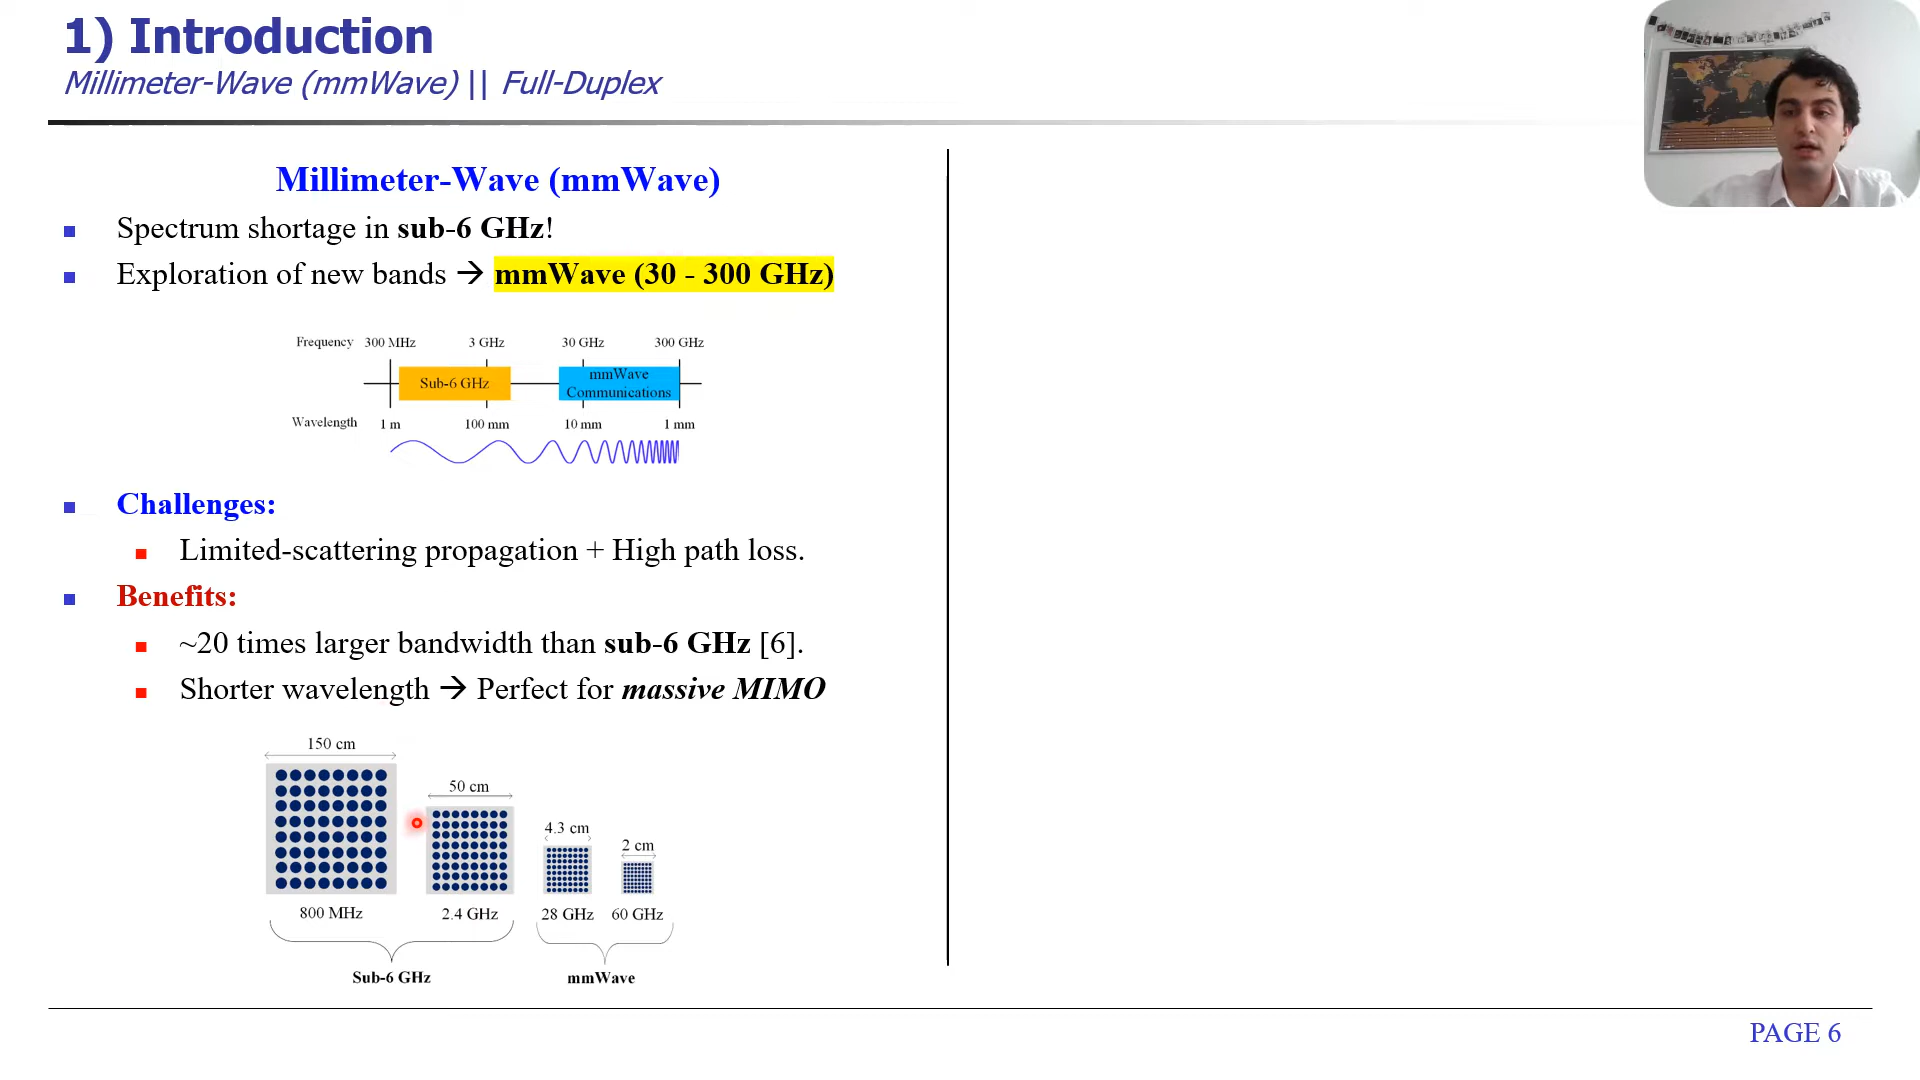 1) Introduction
Millimeter-Wave (mmWave) || Full-Duplex
Millimeter-Wave (mmWave)
Spectrum shortage in sub-6 GHz!
Exploration of new bands → mmWave (30 - 300 GHz)
Frequency 300 MHz 3 GHz 30 GHz 300 GHz
Sub-6 GHz
mmWave
Communications
Wavelength 1 m 100 mm 10 mm 1 mm
Challenges:
Limited-scattering propagation + High path loss.
Benefits:
~20 times larger bandwidth than sub-6 GHz [6].
Shorter wavelength → Perfect for massive MIMO
150 cm
50 cm
4.3 cm
2 cm
800 MHz 2.4 GHz 28 GHz 60 GHz
Sub-6 GHz mmWave
PAGE 6